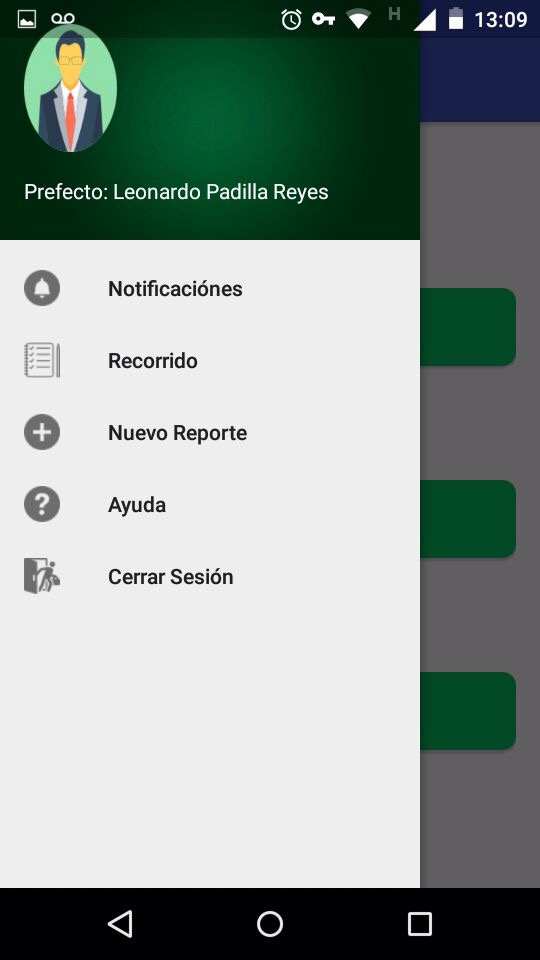 H
13:09
Prefecto: Leonardo Padilla Reyes
Notificaciónes
Recorrido
Nuevo Reporte
Ayuda
Cerrar Sesión